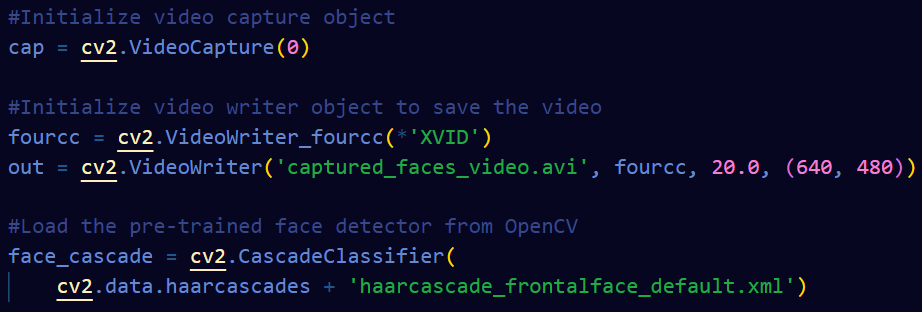 #Initialize video capture object
cap = cv2.VideoCapture(0)
#Initialize video writer object to save the video
fourcc = cv2.VideoWriter_fourcc(*'XVID')
out = cv2.VideoWriter('captured_faces_video.avi', fourcc, 20.0, (640, 480))
#Load the pre-trained face detector from OpenCV
face_cascade = cv2.CascadeClassifier(
    cv2.data.haarcascades + 'haarcascade_frontalface_default.xml')